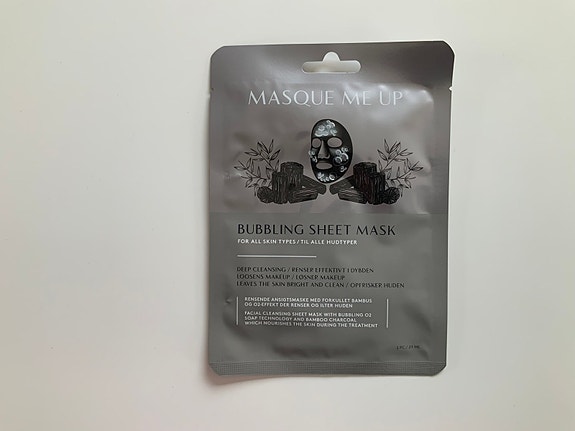 MASQUE ME UP
BUBBLING SHEET MASK
FOR ALL SKIN TYPES / TIL ALLE HUDTYPER
DEEP CLEANSING / RENSER EFFEKTIVT I DYBDEN
LOOSENS MAKEUP / LØSNER MAKEUP
LEAVES THE SKIN BRIGHT AND CLEAN / OPFRISKER HUDEN
RENSENDE ANSIGTSMASKE MED FORKULLET BAMBUS
OG O2-EFFEKT DER RENSER OG ILTER HUDEN
FACIAL CLEANSING SHEET MASK WITH BUBBLING O2
SOAP TECHNOLOGY AND BAMBOO CHARCOAL
WHICH NOURISHES THE SKIN DURING THE TREATMENT